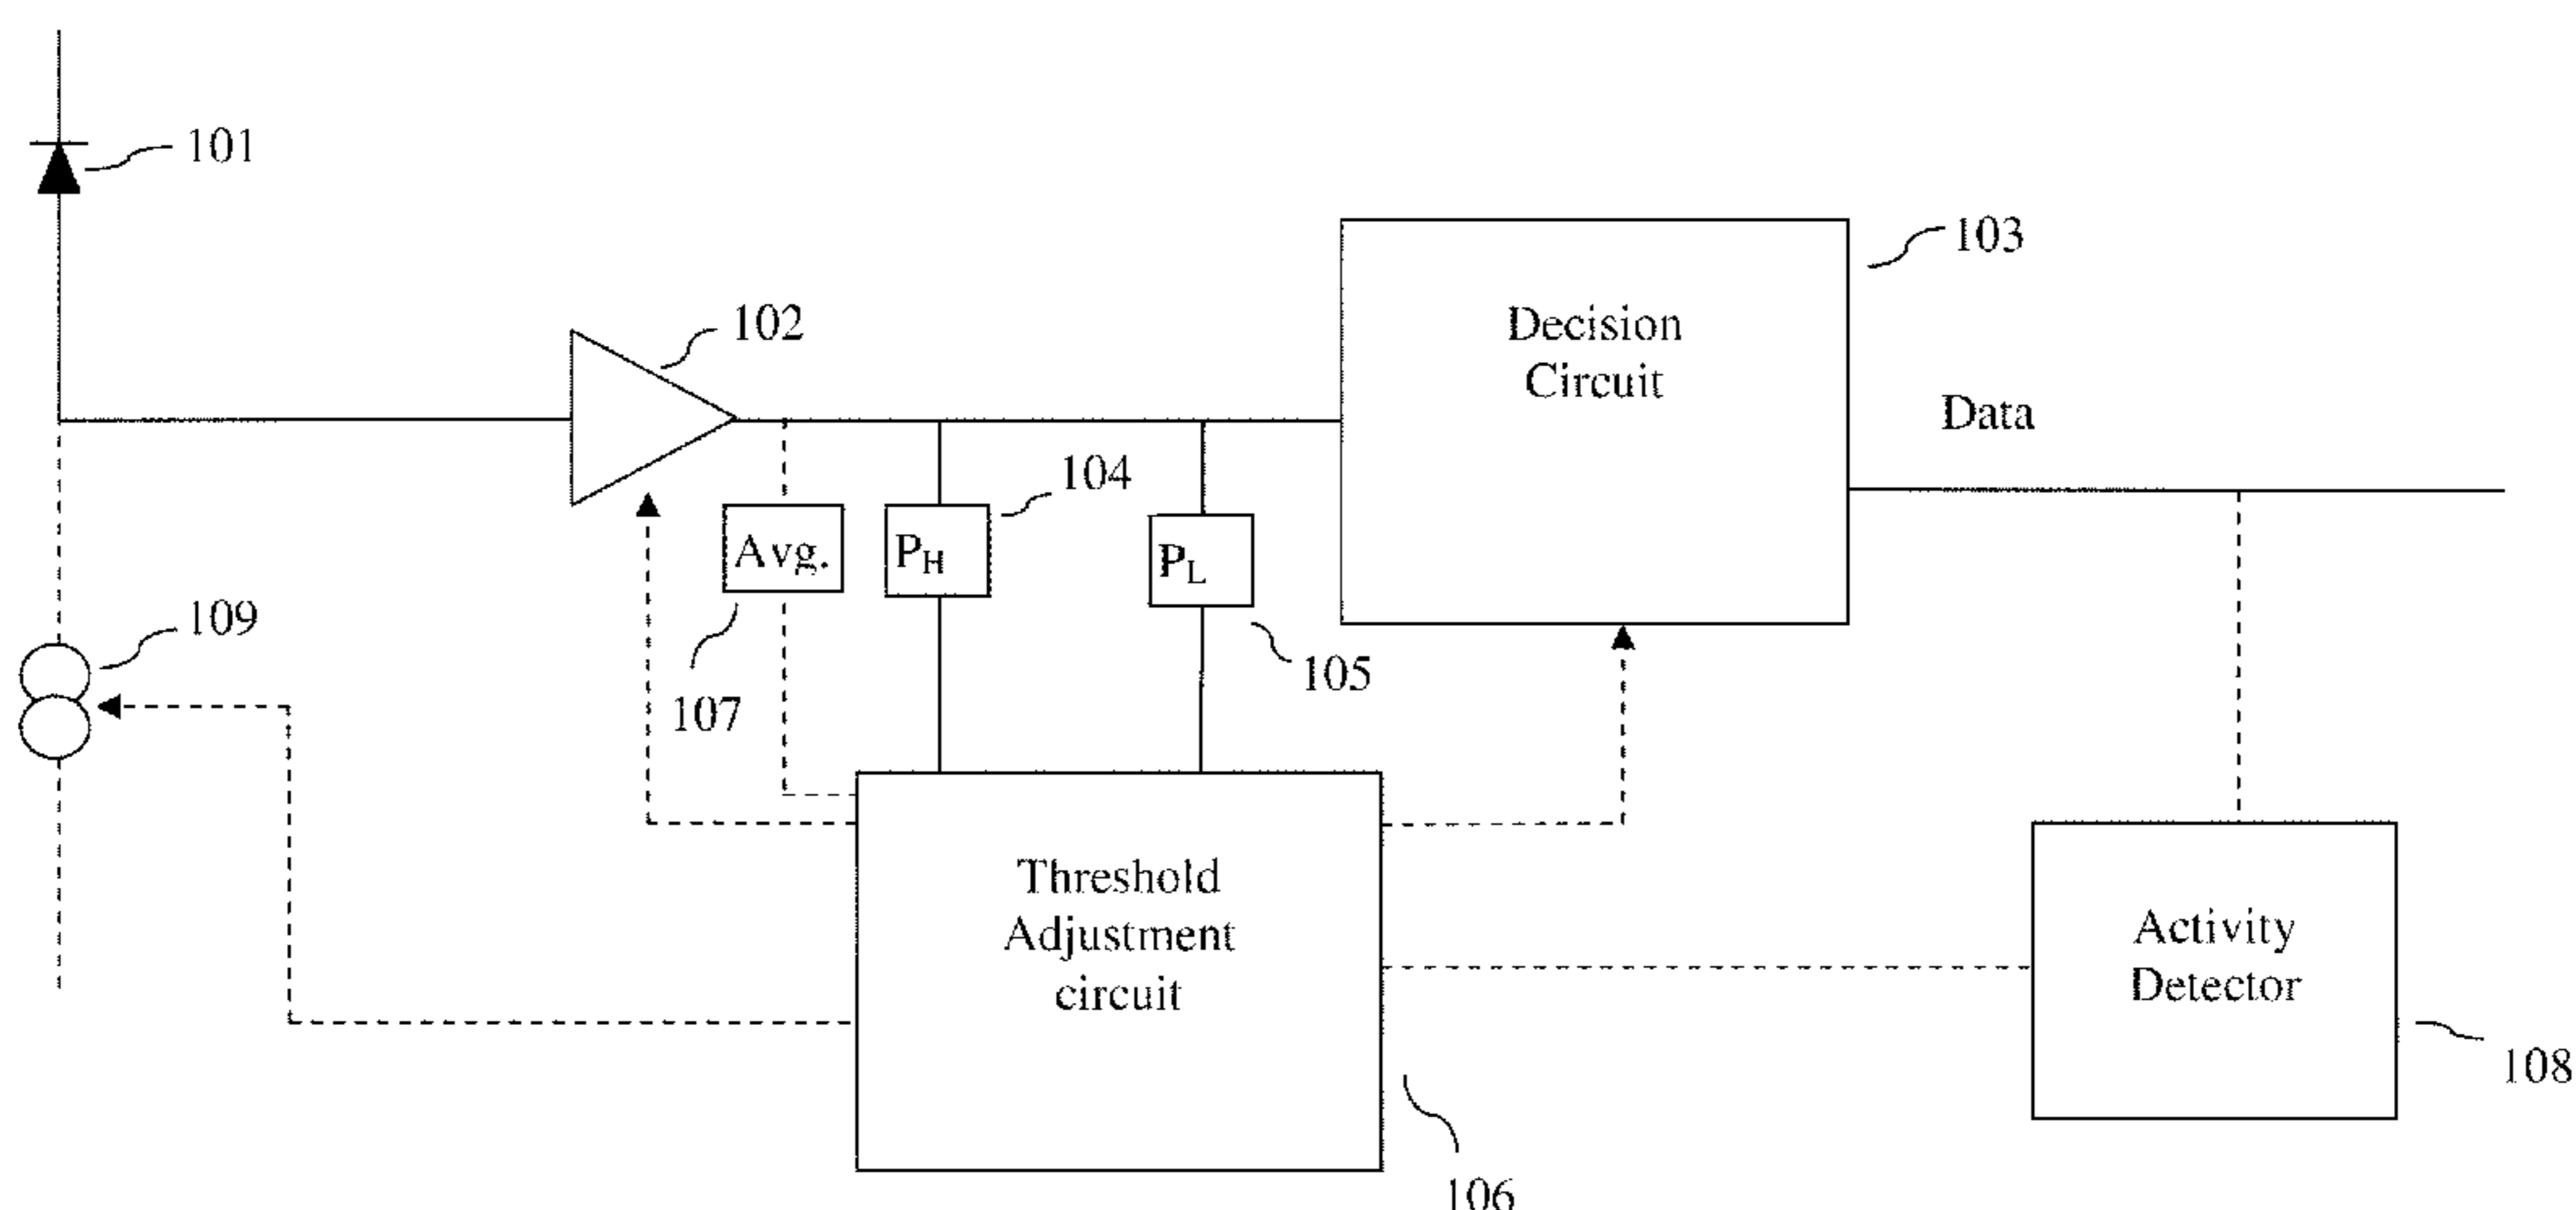 101
103
102
Decision
Circuit
Data
104
Avg.
PH
PL
109
105
107
Threshold
Adjustment
circuit
Activity
Detector
108
106